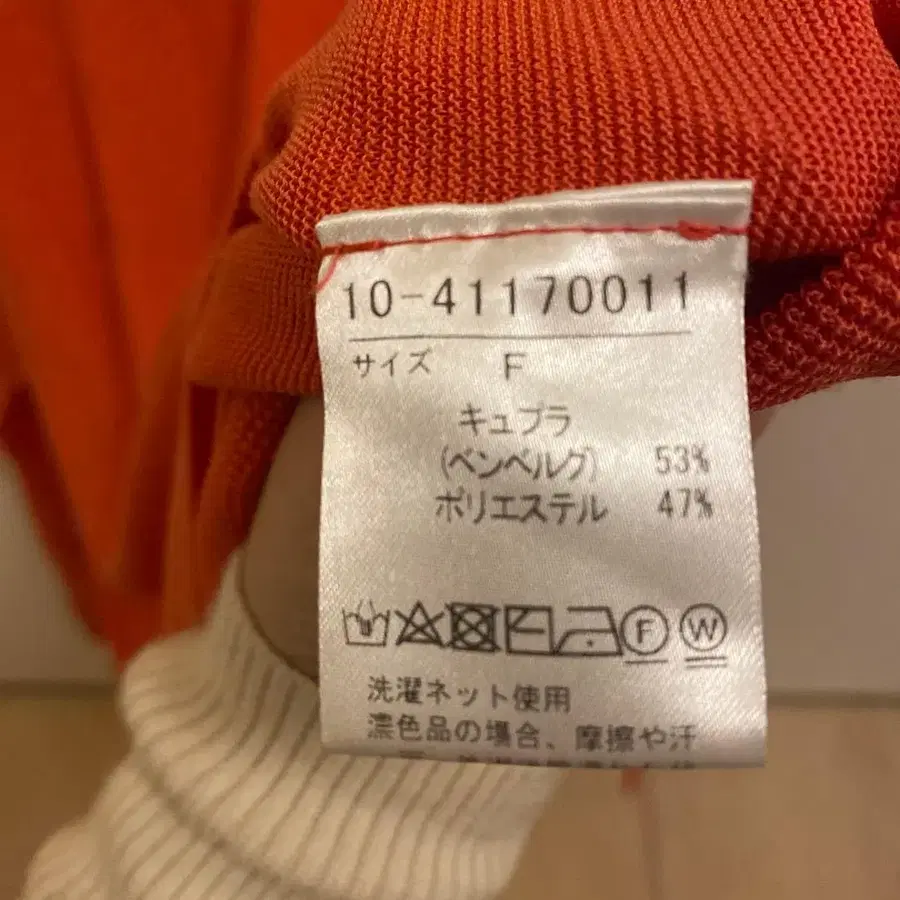 10-41170011
サイズ F
キュプラ
(ベンベルグ) 53%
ポリエステル 47%
F W
洗濯ネット使用
濃色品の場合、摩擦や汗